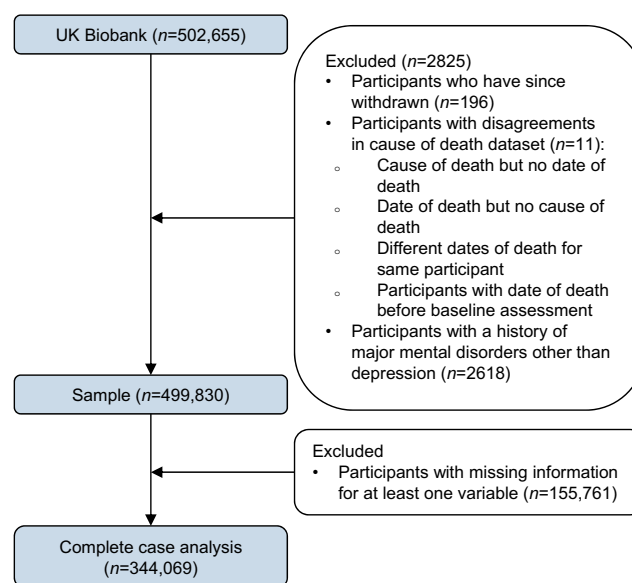 UK Biobank (n=502,655)
Excluded (n=2825)
• Participants who have since
withdrawn (n=196)
• Participants with disagreements
in cause of death dataset (n=11):
○ Cause of death but no date of
death
○ Date of death but no cause of
death
○ Different dates of death for
same participant
○ Participants with date of death
before baseline assessment
• Participants with a history of
major mental disorders other than
depression (n=2618)
Sample (n=499,830)
Excluded
• Participants with missing information
for at least one variable (n=155,761)
Complete case analysis
(n=344,069)